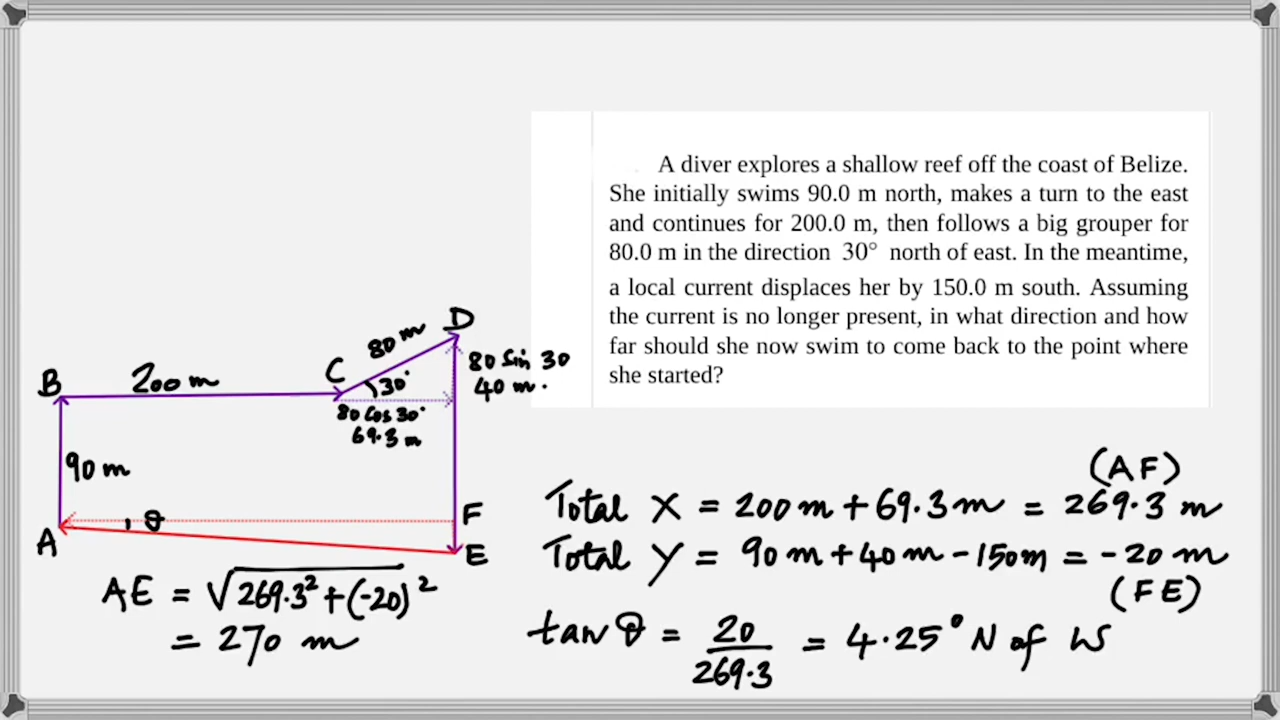 A diver explores a shallow reef off the coast of Belize.
She initially swims 90.0 m north, makes a turn to the east
and continues for 200.0 m, then follows a big grouper for
80.0 m in the direction 30° north of east. In the meantime,
a local current displaces her by 150.0 m south. Assuming
the current is no longer present, in what direction and how
far should she now swim to come back to the point where
she started?
D
80 m
C
30°
80 Sin 30
40 m.
B
200 m
80 Cos 30°
69.3 m
90 m
A
θ
F
E
AE = √269.3² + (-20)²
= 270 m
(AF)
Total X = 200 m + 69.3 m = 269.3 m
Total Y = 90 m + 40 m - 150 m = -20 m
(FE)
tan θ = 20/269.3 = 4.25° N of W